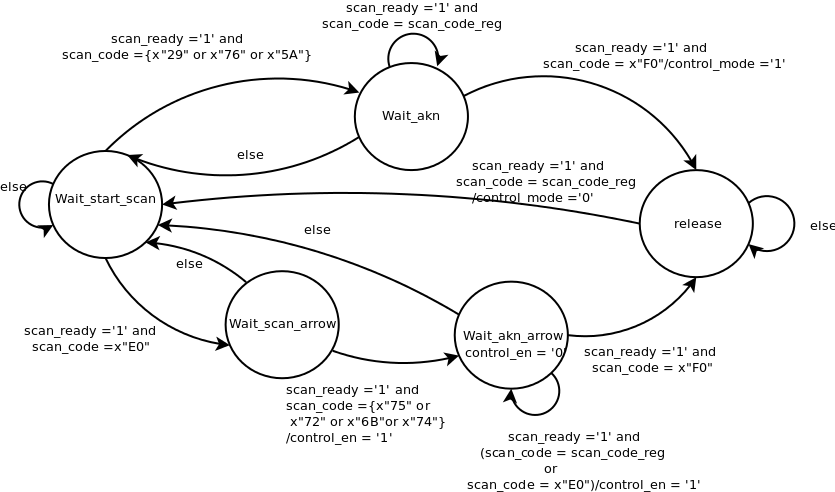 scan_ready ='1' and
scan_code = scan_code_reg
scan_ready ='1' and
scan_code ={x"29" or x"76" or x"5A"}
scan_ready ='1' and
scan_code = x"F0"/control_mode ='1'
Wait_akn
else
scan_ready ='1' and
scan_code = scan_code_reg
/control_mode ='0'
else
Wait_start_scan
release
else
else
else
Wait_scan_arrow
Wait_akn_arrow
control_en = '0'
scan_ready ='1' and
scan_code =x"E0"
scan_ready ='1' and
scan_code = x"F0"
scan_ready ='1' and
scan_code ={x"75" or
x"72" or x"6B"or x"74"}
/control_en = '1'
scan_ready ='1' and
(scan_code = scan_code_reg
or
scan_code = x"E0")/control_en = '1'